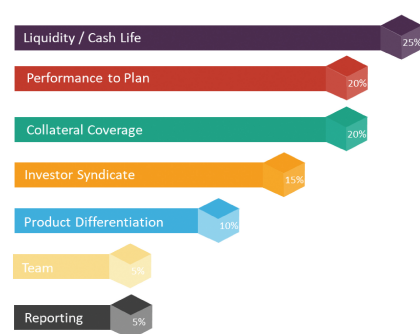 Liquidity / Cash Life
25%
Performance to Plan
20%
Collateral Coverage
20%
Investor Syndicate
15%
Product Differentiation
10%
Team
5%
Reporting
5%